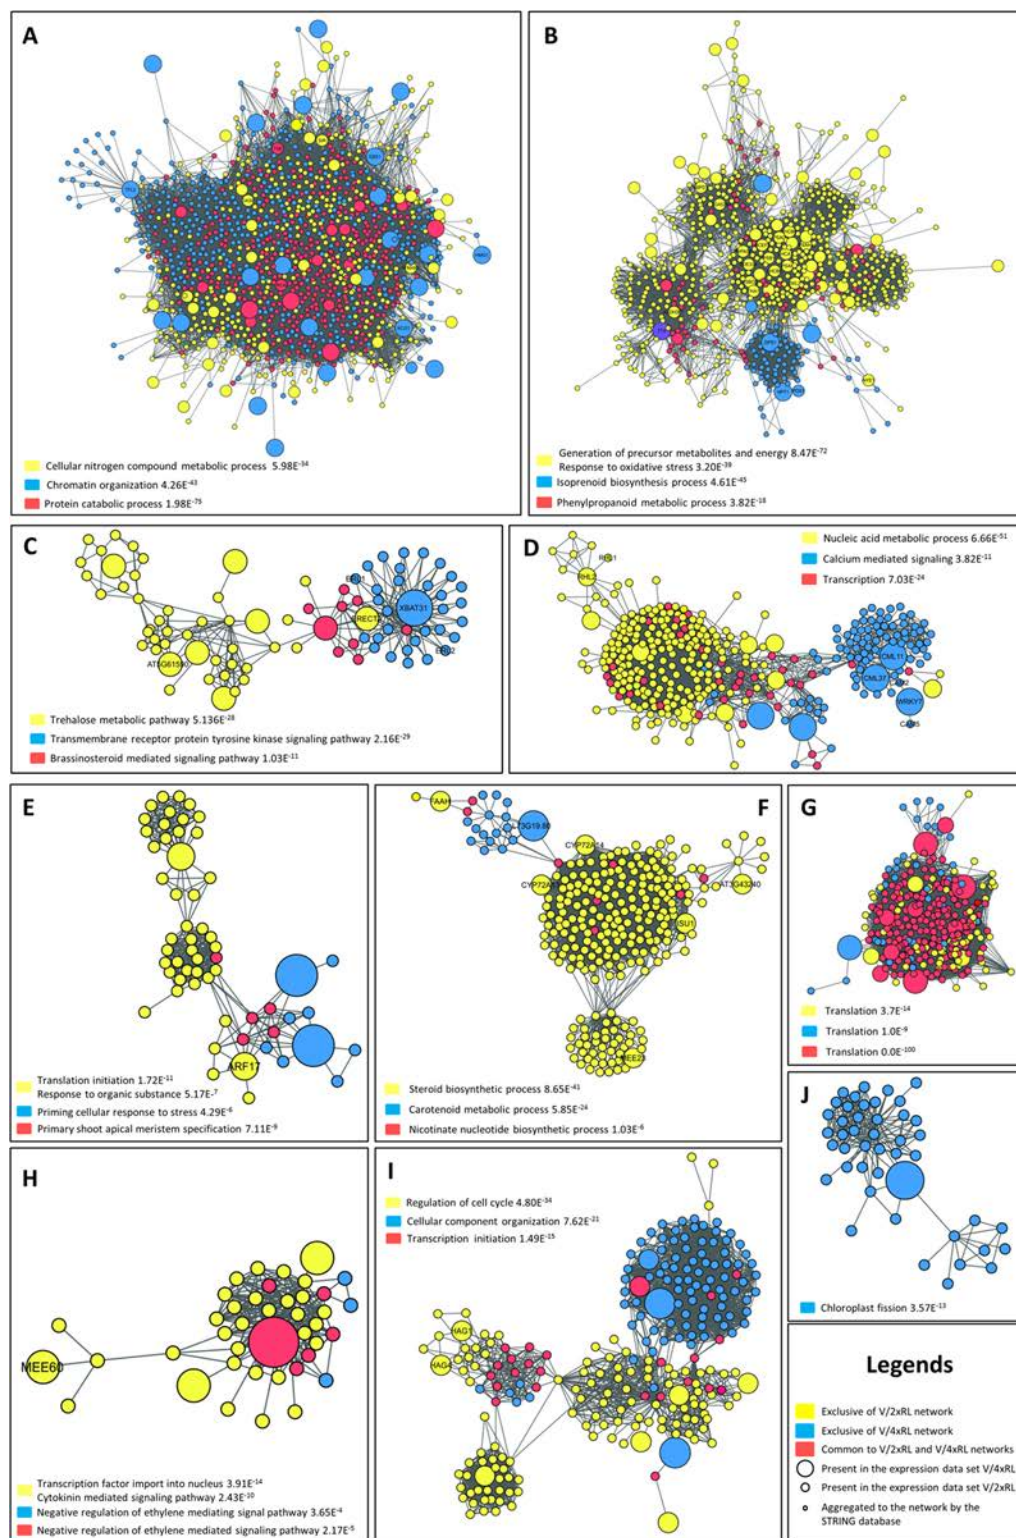 A
Cellular nitrogen compound metabolic process 5.98E-34
Chromatin organization 4.26E-43
Protein catabolic process 1.98E-75
B
Generation of precursor metabolites and energy 8.47E-72
Response to oxidative stress 3.20E-39
Isoprenoid biosynthesis process 4.61E-45
Phenylpropanoid metabolic process 3.82E-18
C
XBAT31
Trehalose metabolic pathway 5.136E-28
Transmembrane receptor protein tyrosine kinase signaling pathway 2.16E-29
Brassinosteroid mediated signaling pathway 1.03E-11
D
Nucleic acid metabolic process 6.66E-51
Calcium mediated signaling 3.82E-11
Transcription 7.03E-24
RHL2
CML11
CML37
WRKY7
E
ARF17
Translation initiation 1.72E-11
Response to organic substance 5.17E-7
Priming cellular response to stress 4.29E-6
Primary shoot apical meristem specification 7.11E-9
F
FAAH
CYP72A14
AT3G43240
ISU1
MEE23
Steroid biosynthetic process 8.65E-41
Carotenoid metabolic process 5.85E-24
Nicotinate nucleotide biosynthetic process 1.03E-6
G
Translation 3.7E-14
Translation 1.0E-9
Translation 0.0E-100
J
Chloroplast fission 3.57E-13
H
MEE60
Transcription factor import into nucleus 3.91E-14
Cytokinin mediated signaling pathway 2.43E-10
Negative regulation of ethylene mediating signal pathway 3.65E-4
Negative regulation of ethylene mediated signaling pathway 2.17E-5
I
Regulation of cell cycle 4.80E-34
Cellular component organization 7.62E-21
Transcription initiation 1.49E-15
HAG1
HAG4
Legends
Exclusive of V/2xRL network
Exclusive of V/4xRL network
Common to V/2xRL and V/4xRL networks
Present in the expression data set V/4xRL
Present in the expression data set V/2xRL
Aggregated to the network by the
STRING database